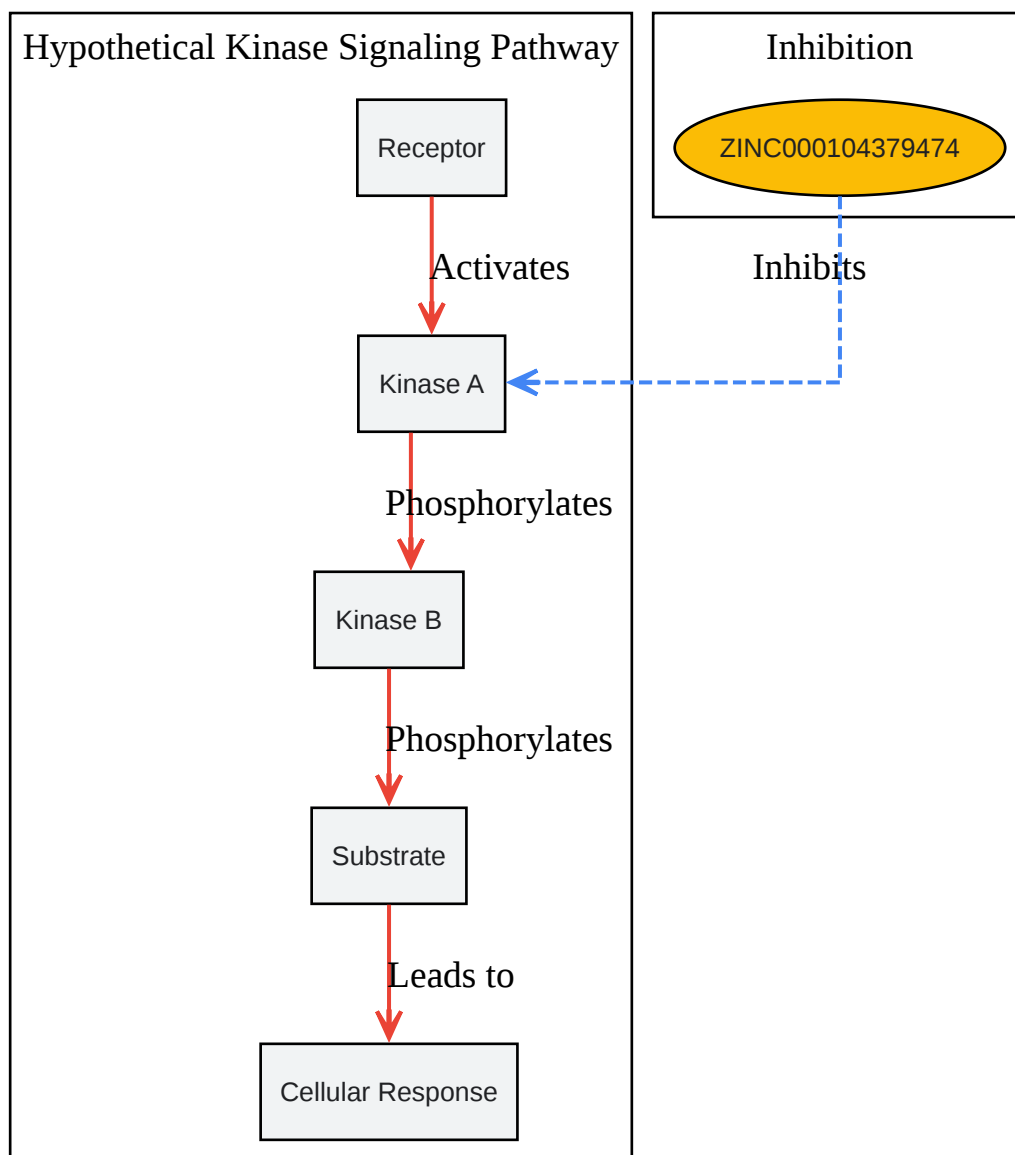 Hypothetical Kinase Signaling Pathway
Inhibition
Receptor
ZINC000104379474
Activates
Inhibits
Kinase A
Phosphorylates
Kinase B
Phosphorylates
Substrate
Leads to
Cellular Response